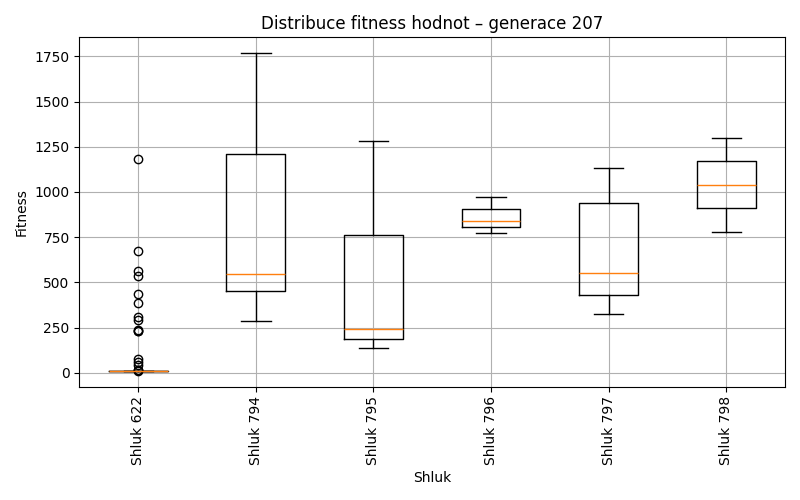 Distribuce fitness hodnot – generace 207
Fitness
1750
1500
1250
1000
750
500
250
0
Shluk 622
Shluk 794
Shluk 795
Shluk 796
Shluk 797
Shluk 798
Shluk